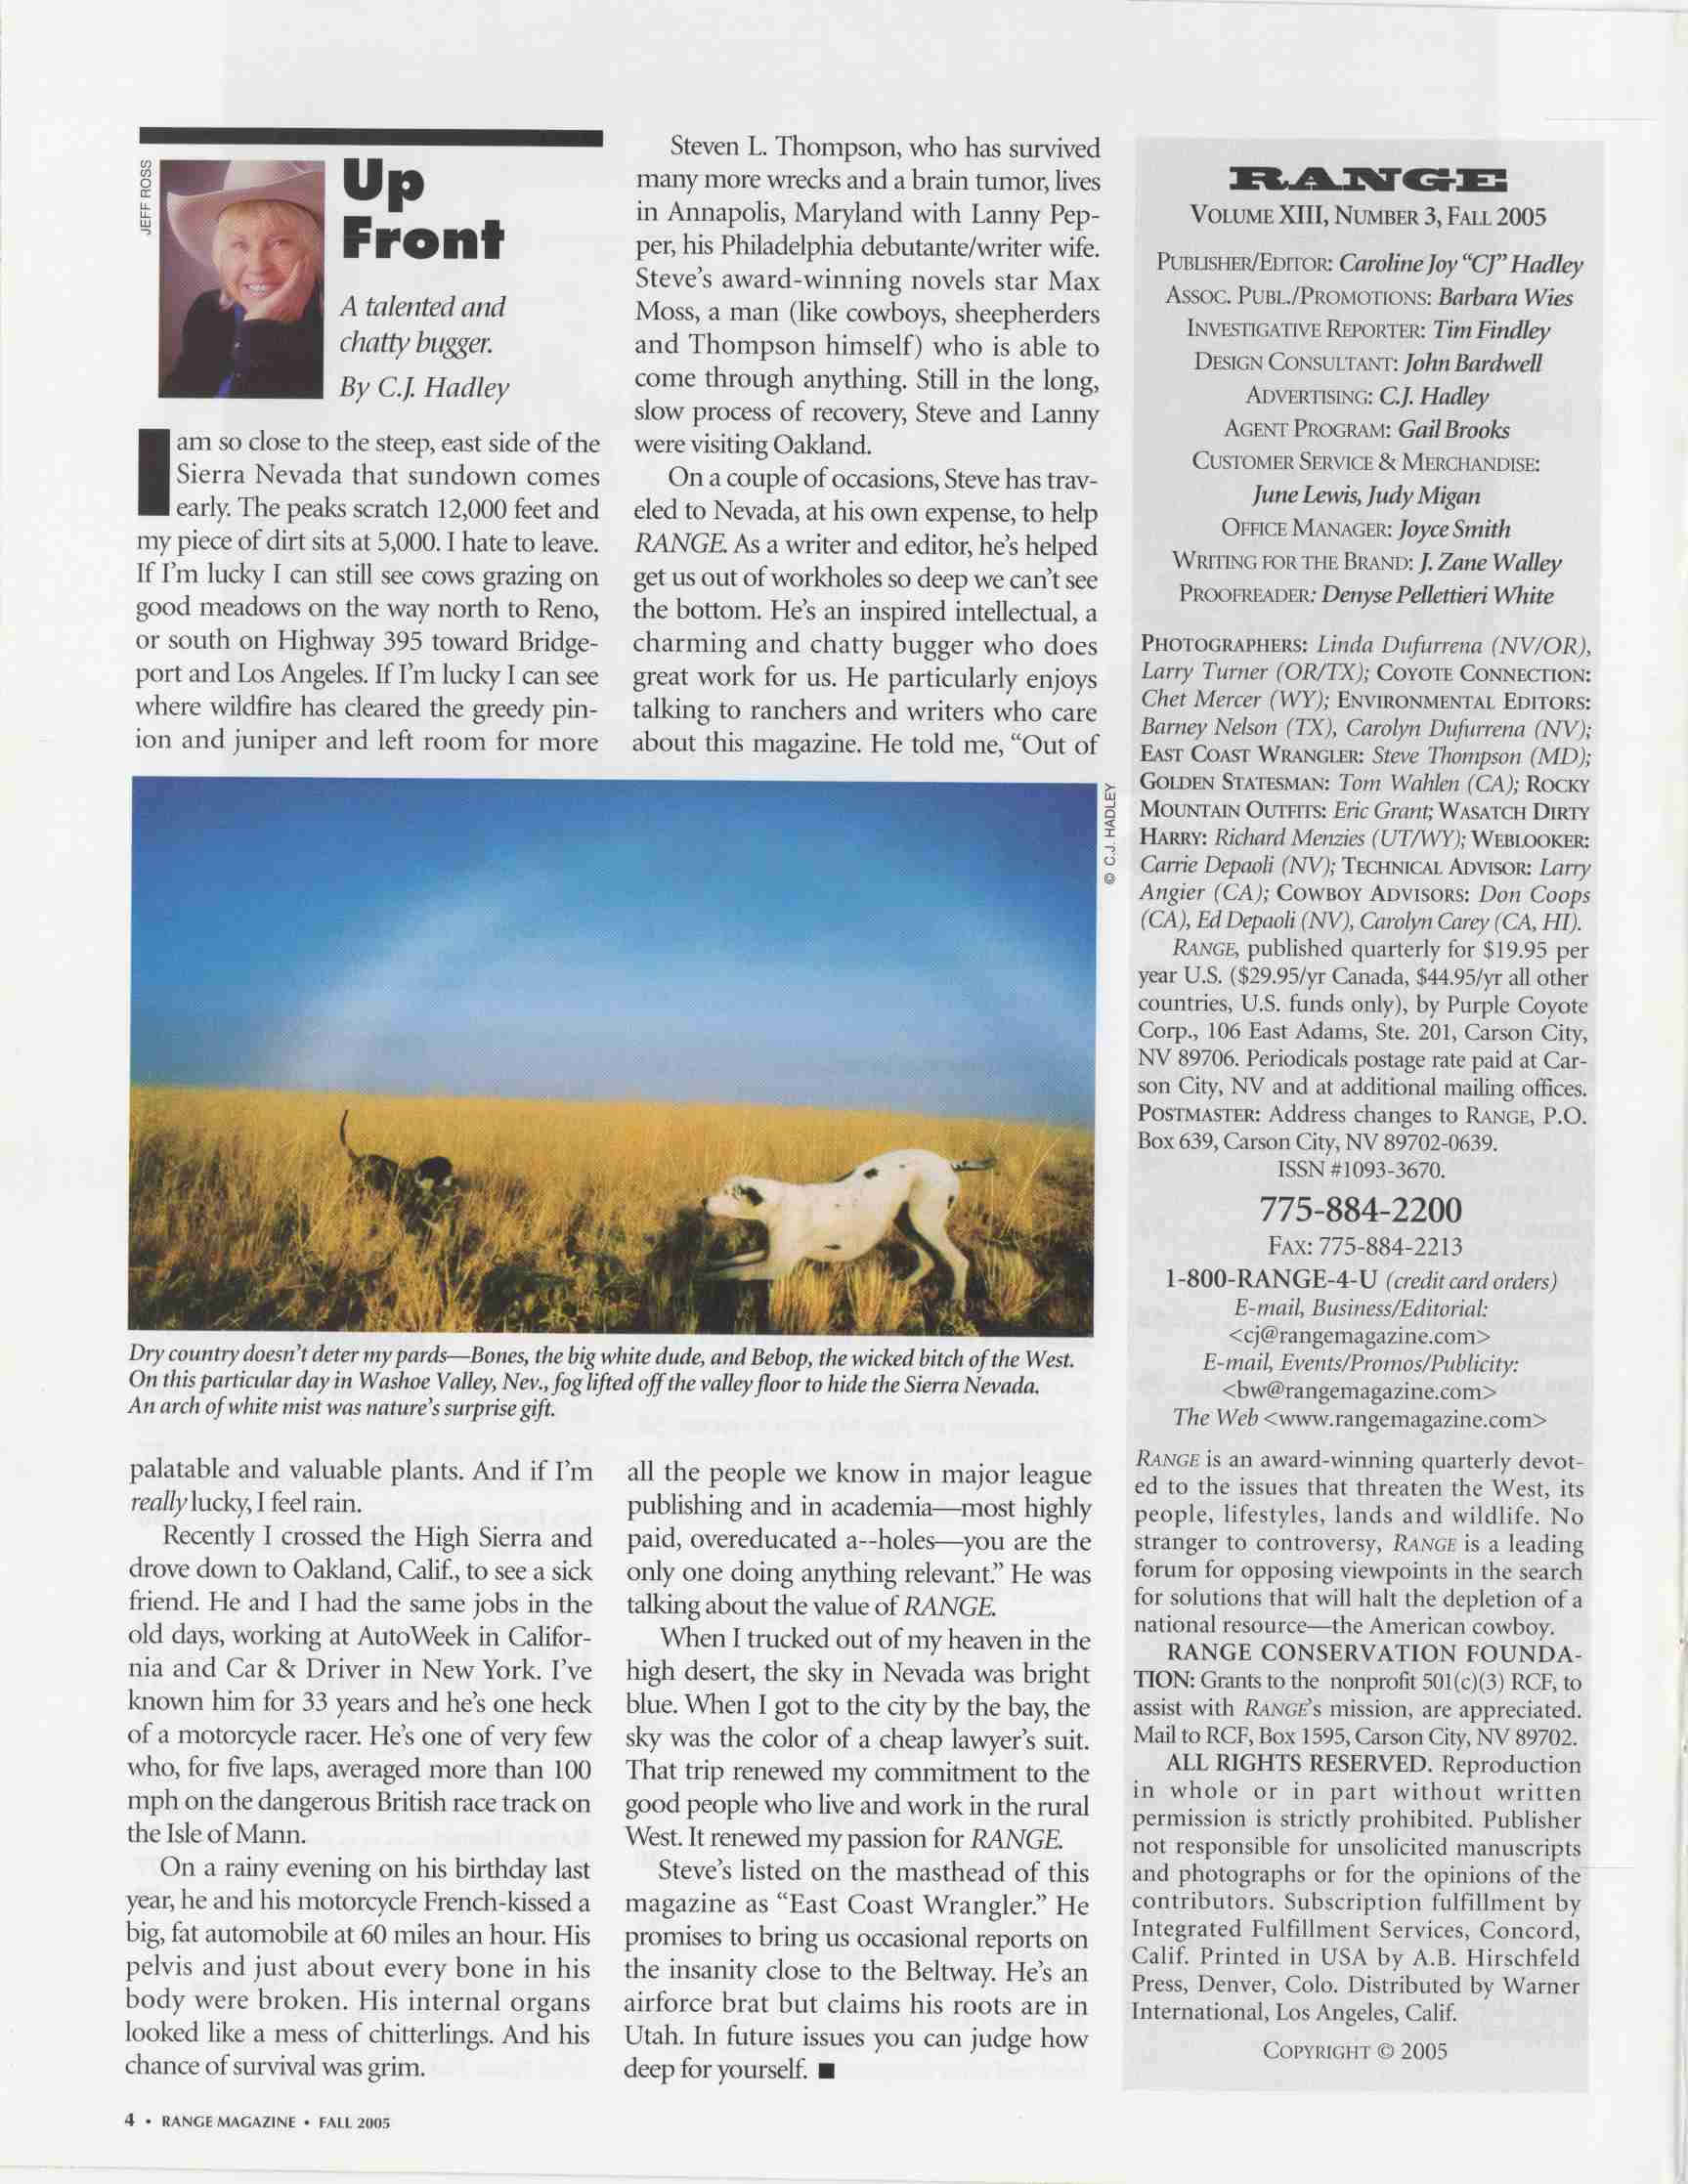 JEFF ROSS
Up
Front
A talented and
chatty bugger.
By C.J. Hadley
I am so close to the steep, east side of the
Sierra Nevada that sundown comes
early. The peaks scratch 12,000 feet and
my piece of dirt sits at 5,000. I hate to leave.
If I'm lucky I can still see cows grazing on
good meadows on the way north to Reno,
or south on Highway 395 toward Bridge-
port and Los Angeles. If I'm lucky I can see
where wildfire has cleared the greedy pin-
ion and juniper and left room for more
palatable and valuable plants. And if I'm
really lucky, I feel rain.
Recently I crossed the High Sierra and
drove down to Oakland, Calif., to see a sick
friend. He and I had the same jobs in the
old days, working at AutoWeek in Califor-
nia and Car & Driver in New York. I've
known him for 33 years and he's one heck
of a motorcycle racer. He's one of very few
who, for five laps, averaged more than 100
mph on the dangerous British race track on
the Isle of Mann.
On a rainy evening on his birthday last
year, he and his motorcycle French-kissed a
big, fat automobile at 60 miles an hour. His
pelvis and just about every bone in his
body were broken. His internal organs
looked like a mess of chitterlings. And his
chance of survival was grim.
Steven L. Thompson, who has survived
many more wrecks and a brain tumor, lives
in Annapolis, Maryland with Lanny Pep-
per, his Philadelphia debutante/writer wife.
Steve's award-winning novels star Max
Moss, a man (like cowboys, sheepherders
and Thompson himself) who is able to
come through anything. Still in the long,
slow process of recovery, Steve and Lanny
were visiting Oakland.
On a couple of occasions, Steve has trav-
eled to Nevada, at his own expense, to help
RANGE. As a writer and editor, he's helped
get us out of workholes so deep we can't see
the bottom. He's an inspired intellectual, a
charming and chatty bugger who does
great work for us. He particularly enjoys
talking to ranchers and writers who care
about this magazine. He told me, “Out of
all the people we know in major league
publishing and in academia—most highly
paid, overeducated a--holes—you are the
only one doing anything relevant.” He was
talking about the value of RANGE.
When I trucked out of my heaven in the
high desert, the sky in Nevada was bright
blue. When I got to the city by the bay, the
sky was the color of a cheap lawyer's suit.
That trip renewed my commitment to the
good people who live and work in the rural
West. It renewed my passion for RANGE.
Steve's listed on the masthead of this
magazine as “East Coast Wrangler.” He
promises to bring us occasional reports on
the insanity close to the Beltway. He's an
airforce brat but claims his roots are in
Utah. In future issues you can judge how
deep for yourself. ■
© C.J. HADLEY
Dry country doesn't deter my pards—Bones, the big white dude, and Bebop, the wicked bitch of the West.
On this particular day in Washoe Valley, Nev., fog lifted off the valley floor to hide the Sierra Nevada.
An arch of white mist was nature's surprise gift.
RANGE
VOLUME XIII, NUMBER 3, FALL 2005
PUBLISHER/EDITOR: Caroline Joy “CJ” Hadley
ASSOC. PUBL./PROMOTIONS: Barbara Wies
INVESTIGATIVE REPORTER: Tim Findley
DESIGN CONSULTANT: John Bardwell
ADVERTISING: C.J. Hadley
AGENT PROGRAM: Gail Brooks
CUSTOMER SERVICE & MERCHANDISE:
June Lewis, Judy Migan
OFFICE MANAGER: Joyce Smith
WRITING FOR THE BRAND: J. Zane Walley
PROOFREADER: Denyse Pellettieri White
PHOTOGRAPHERS: Linda Dufurrena (NV/OR),
Larry Turner (OR/TX); COYOTE CONNECTION:
Chet Mercer (WY); ENVIRONMENTAL EDITORS:
Barney Nelson (TX), Carolyn Dufurrena (NV);
EAST COAST WRANGLER: Steve Thompson (MD);
GOLDEN STATESMAN: Tom Wahlen (CA); ROCKY
MOUNTAIN OUTFITS: Eric Grant; WASATCH DIRTY
HARRY: Richard Menzies (UT/WY); WEBLOOKER:
Carrie Depaoli (NV); TECHNICAL ADVISOR: Larry
Angier (CA); COWBOY ADVISORS: Don Coops
(CA), Ed Depaoli (NV), Carolyn Carey (CA, HI).
RANGE, published quarterly for $19.95 per
year U.S. ($29.95/yr Canada, $44.95/yr all other
countries, U.S. funds only), by Purple Coyote
Corp., 106 East Adams, Ste. 201, Carson City,
NV 89706. Periodicals postage rate paid at Car-
son City, NV and at additional mailing offices.
POSTMASTER: Address changes to RANGE, P.O.
Box 639, Carson City, NV 89702-0639.
ISSN #1093-3670.
775-884-2200
FAX: 775-884-2213
1-800-RANGE-4-U (credit card orders)
E-mail, Business/Editorial:
<cj@rangemagazine.com>
E-mail, Events/Promos/Publicity:
<bw@rangemagazine.com>
The Web <www.rangemagazine.com>
RANGE is an award-winning quarterly devot-
ed to the issues that threaten the West, its
people, lifestyles, lands and wildlife. No
stranger to controversy, RANGE is a leading
forum for opposing viewpoints in the search
for solutions that will halt the depletion of a
national resource—the American cowboy.
RANGE CONSERVATION FOUNDA-
TION: Grants to the nonprofit 501(c)(3) RCF, to
assist with RANGE's mission, are appreciated.
Mail to RCF, Box 1595, Carson City, NV 89702.
ALL RIGHTS RESERVED. Reproduction
in whole or in part without written
permission is strictly prohibited. Publisher
not responsible for unsolicited manuscripts
and photographs or for the opinions of the
contributors. Subscription fulfillment by
Integrated Fulfillment Services, Concord,
Calif. Printed in USA by A.B. Hirschfeld
Press, Denver, Colo. Distributed by Warner
International, Los Angeles, Calif.
COPYRIGHT © 2005
4 • RANGE MAGAZINE • FALL 2005